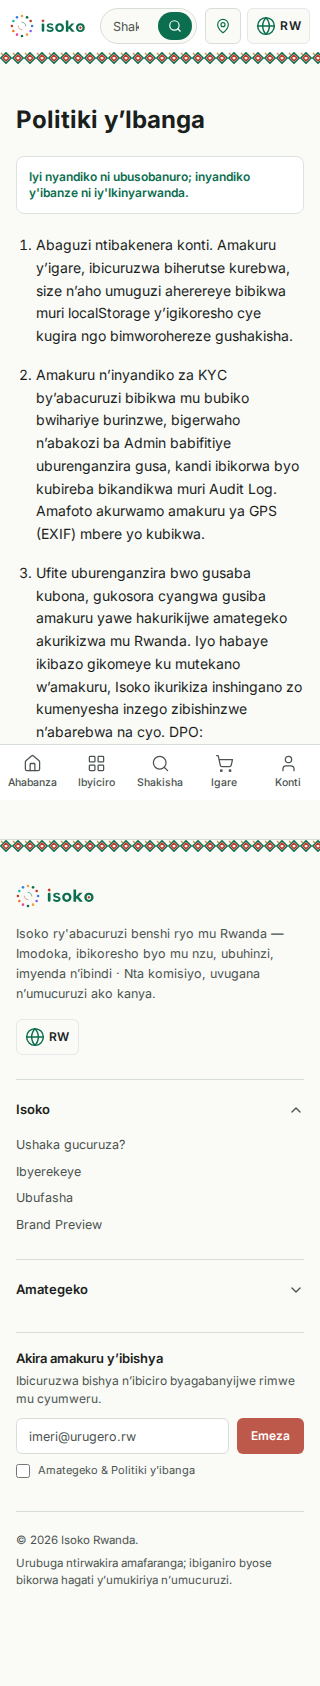 isoko
Shak
RW
Politiki y’Ibanga
Iyi nyandiko ni ubusobanuro; inyandiko
y'ibanze ni iy'Ikinyarwanda.
1. Abaguzi ntibakenera konti. Amakuru
y’igare, ibicuruzwa biherutse kurebwa,
size n’aho umuguzi aherereye bibikwa
muri localStorage y’igikoresho cye
kugira ngo bimworohereze gushakisha.
2. Amakuru n’inyandiko za KYC
by’abacuruzi bibikwa mu bubiko
bwihariye burinzwe, bigerwaho
n’abakozi ba Admin babifitiye
uburenganzira gusa, kandi ibikorwa byo
kubireba bikandikwa muri Audit Log.
Amafoto akurwamo amakuru ya GPS
(EXIF) mbere yo kubikwa.
3. Ufite uburenganzira bwo gusaba
kubona, gukosora cyangwa gusiba
amakuru yawe hakurikijwe amategeko
akurikizwa mu Rwanda. Iyo habaye
ikibazo gikomeye ku mutekano
w’amakuru, Isoko ikurikiza inshingano zo
kumenyesha inzego zibishinzwe
n’abarebwa na cyo. DPO:
Ahabanza
Ibyiciro
Shakisha
Igare
Konti
isoko
Isoko ry'abacuruzi benshi ryo mu Rwanda —
Imodoka, ibikoresho byo mu nzu, ubuhinzi,
imyenda n’ibindi · Nta komisiyo, uvugana
n’umucuruzi ako kanya.
RW
Isoko
Ushaka gucuruza?
Ibyerekeye
Ubufasha
Brand Preview
Amategeko
Akira amakuru y’ibishya
Ibicuruzwa bishya n’ibiciro byagabanyijwe rimwe
mu cyumweru.
imeri@urugero.rw
Emeza
Amategeko & Politiki y'ibanga
© 2026 Isoko Rwanda.
Urubuga ntirwakira amafaranga; ibiganiro byose
bikorwa hagati y’umukiriya n’umucuruzi.